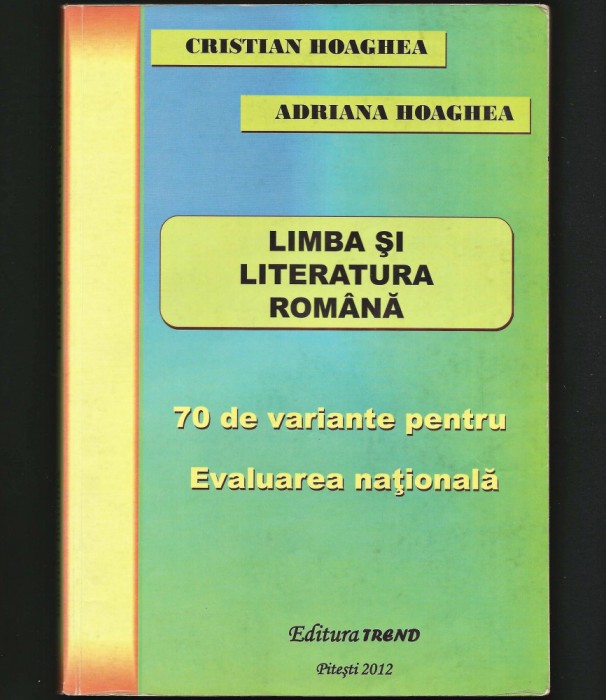 CRISTIAN HOAGHEA
ADRIANA HOAGHEA
LIMBA ŞI
LITERATURA
ROMÂNĂ
70 de variante pentru
Evaluarea naţională
Editura TREND
Piteşti 2012